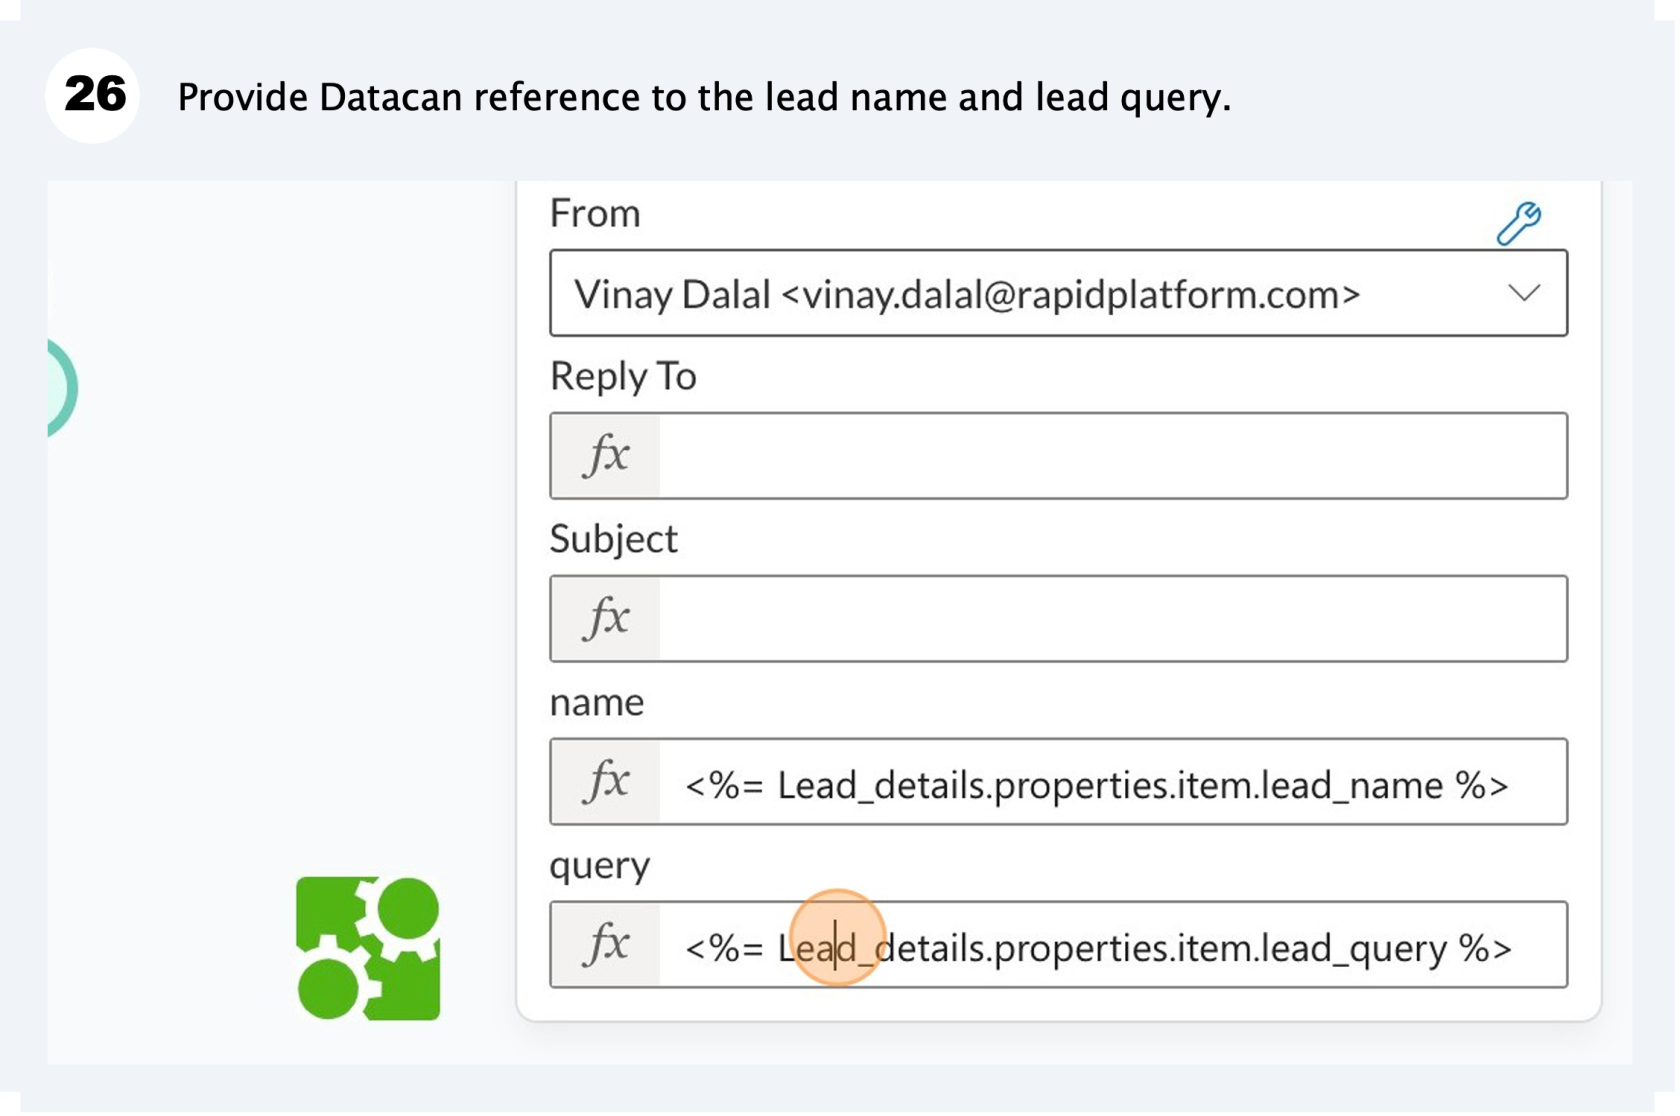 26 Provide Datacan reference to the lead name and lead query.
From
Vinay Dalal <vinay.dalal@rapidplatform.com>
Reply To
fx
Subject
fx
name
fx <%= Lead_details.properties.item.lead_name %>
query
fx <%= Lead_details.properties.item.lead_query %>